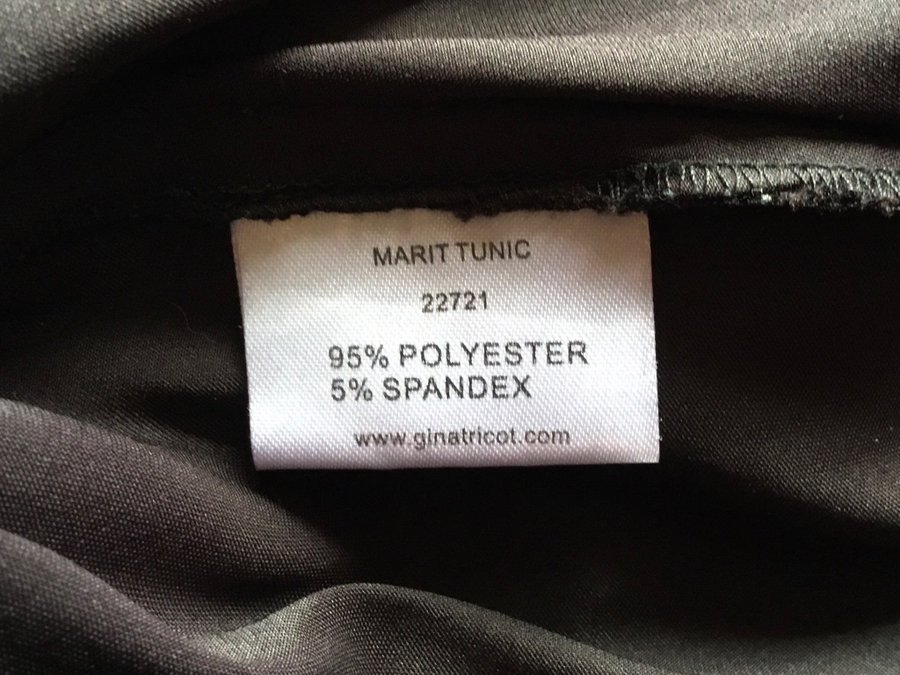 MARIT TUNIC
22721
95% POLYESTER
5% SPANDEX
www.ginatricot.com